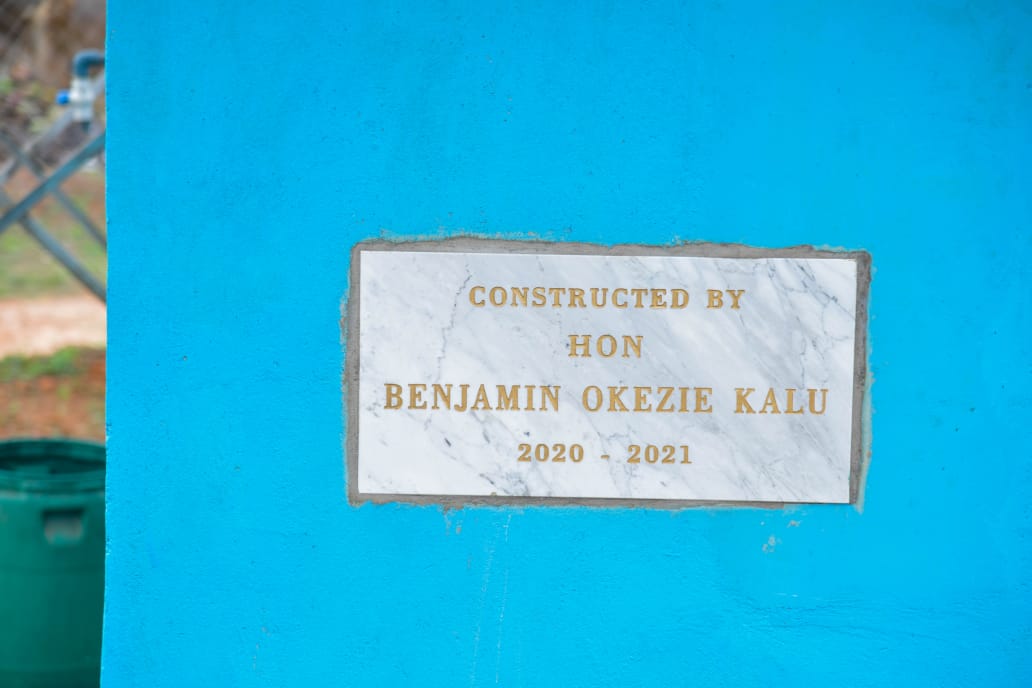 CONSTRUCTED BY
HON
BENJAMIN OKEZIE KALU
2020 - 2021